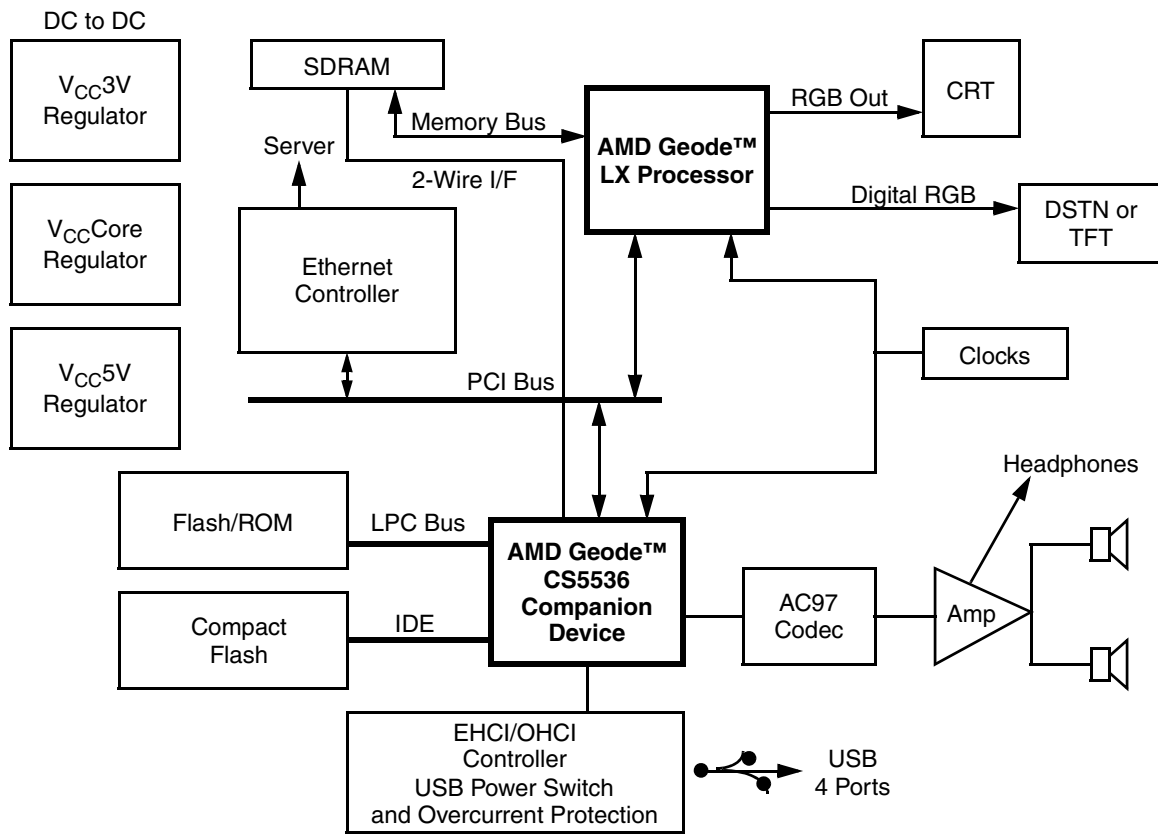 DC to DC
V_CC3V
Regulator
V_CCCore
Regulator
V_CC5V
Regulator
SDRAM
Memory Bus
Server
2-Wire I/F
Ethernet
Controller
PCI Bus
AMD Geode™
LX Processor
RGB Out
CRT
Digital RGB
DSTN or
TFT
Clocks
Flash/ROM
LPC Bus
Compact
Flash
IDE
AMD Geode™
CS5536
Companion
Device
AC97
Codec
Amp
Headphones
EHCI/OHCI
Controller
USB Power Switch
and Overcurrent Protection
USB
4 Ports